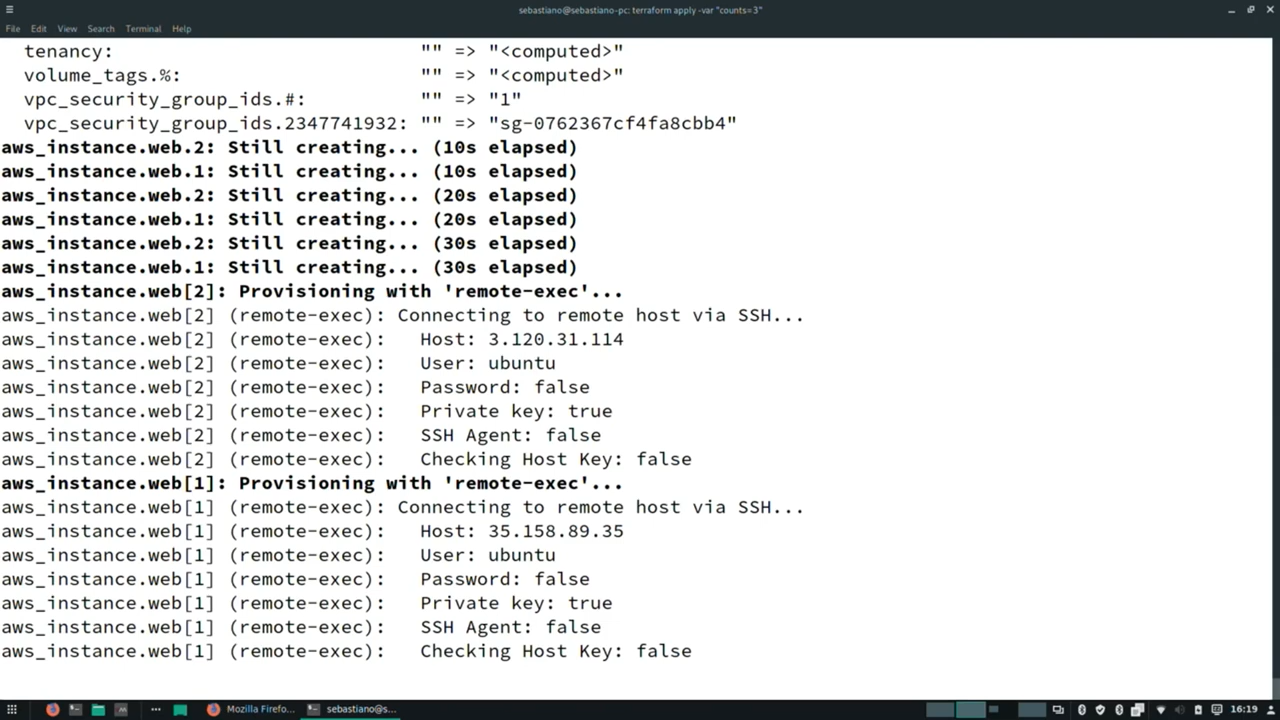 sebastiano@sebastiano-pc: terraform apply -var "counts=3"
File Edit View Search Terminal Help
tenancy: "" => "<computed>"
volume_tags.%: "" => "<computed>"
vpc_security_group_ids.#: "" => "1"
vpc_security_group_ids.2347741932: "" => "sg-0762367cf4fa8cbb4"
aws_instance.web.2: Still creating... (10s elapsed)
aws_instance.web.1: Still creating... (10s elapsed)
aws_instance.web.2: Still creating... (20s elapsed)
aws_instance.web.1: Still creating... (20s elapsed)
aws_instance.web.2: Still creating... (30s elapsed)
aws_instance.web.1: Still creating... (30s elapsed)
aws_instance.web[2]: Provisioning with 'remote-exec'...
aws_instance.web[2] (remote-exec): Connecting to remote host via SSH...
aws_instance.web[2] (remote-exec): Host: 3.120.31.114
aws_instance.web[2] (remote-exec): User: ubuntu
aws_instance.web[2] (remote-exec): Password: false
aws_instance.web[2] (remote-exec): Private key: true
aws_instance.web[2] (remote-exec): SSH Agent: false
aws_instance.web[2] (remote-exec): Checking Host Key: false
aws_instance.web[1]: Provisioning with 'remote-exec'...
aws_instance.web[1] (remote-exec): Connecting to remote host via SSH...
aws_instance.web[1] (remote-exec): Host: 35.158.89.35
aws_instance.web[1] (remote-exec): User: ubuntu
aws_instance.web[1] (remote-exec): Password: false
aws_instance.web[1] (remote-exec): Private key: true
aws_instance.web[1] (remote-exec): SSH Agent: false
aws_instance.web[1] (remote-exec): Checking Host Key: false
Mozilla Firefo... sebastiano@s... 16:19